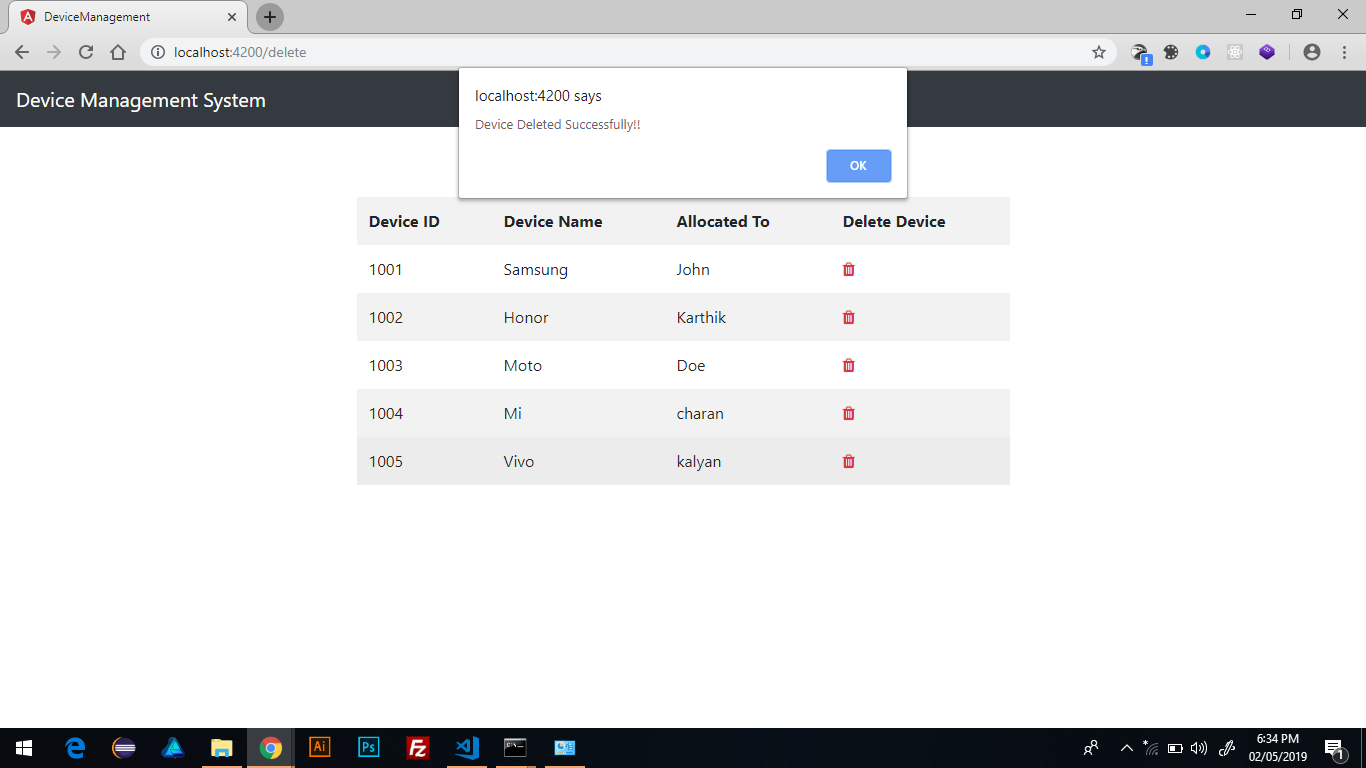 DeviceManagement
localhost:4200/delete
Device Management System
localhost:4200 says
Device Deleted Successfully!!
OK
Device ID Device Name Allocated To Delete Device
1001 Samsung John
1002 Honor Karthik
1003 Moto Doe
1004 Mi charan
1005 Vivo kalyan
Ai Ps Fz
6:34 PM
02/05/2019
1